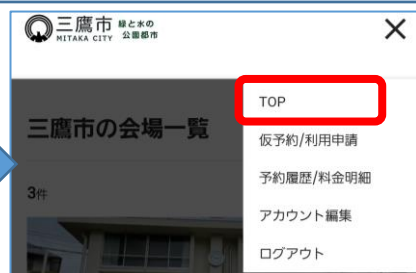 三鷹市 緑と水の
MITAKA CITY 公園都市
TOP
三鷹市の会場一覧
仮予約/利用申請
予約履歴/料金明細
3件
アカウント編集
ログアウト